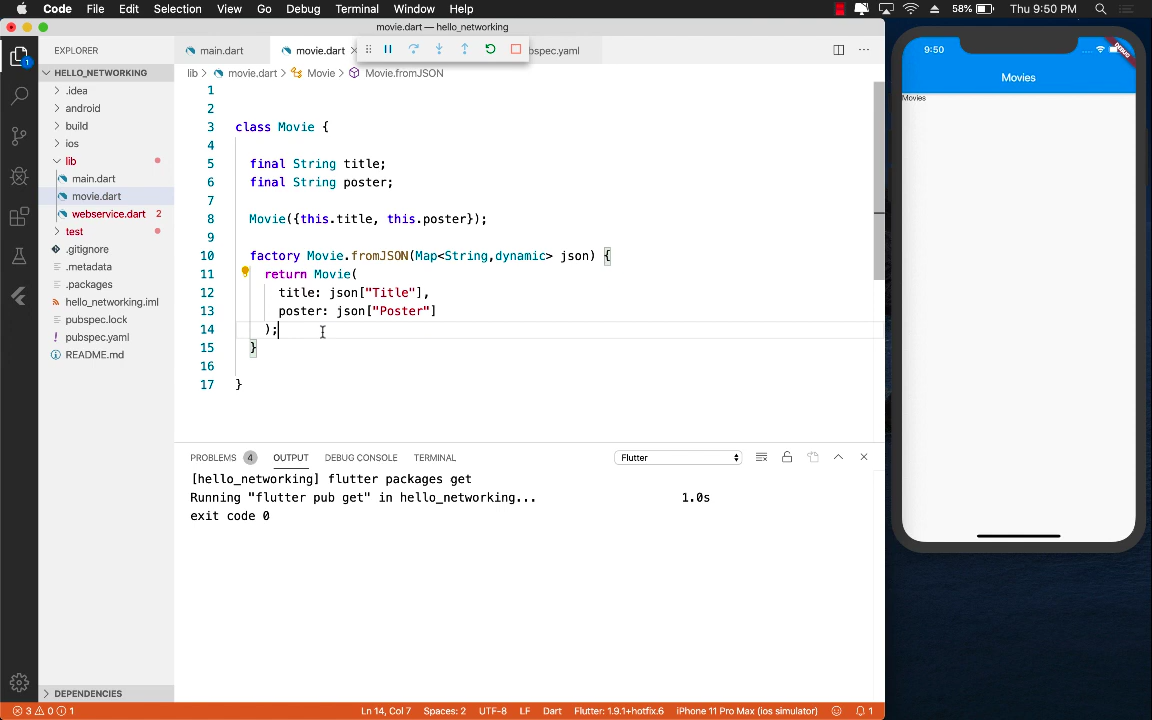 Code File Edit Selection View Go Debug Terminal Window Help 58% Thu 9:50 PM
movie.dart — hello_networking
EXPLORER
main.dart movie.dart bspec.yaml
HELLO_NETWORKING
lib > movie.dart > Movie > Movie.fromJSON
.idea
android
build
ios
lib
main.dart
movie.dart
webservice.dart 2
test
.gitignore
.metadata
.packages
hello_networking.iml
pubspec.lock
pubspec.yaml
README.md
DEPENDENCIES
1
2
3 class Movie {
4
5 final String title;
6 final String poster;
7
8 Movie({this.title, this.poster});
9
10 factory Movie.fromJSON(Map<String,dynamic> json) {
11 return Movie(
12 title: json["Title"],
13 poster: json["Poster"]
14 );
15 }
16
17 }
PROBLEMS 4 OUTPUT DEBUG CONSOLE TERMINAL Flutter
[hello_networking] flutter packages get
Running "flutter pub get" in hello_networking... 1.0s
exit code 0
3 0 1 Ln 14, Col 7 Spaces: 2 UTF-8 LF Dart Flutter: 1.9.1+hotfix.6 iPhone 11 Pro Max (ios simulator) 1
9:50
DEBUG
Movies
Movies